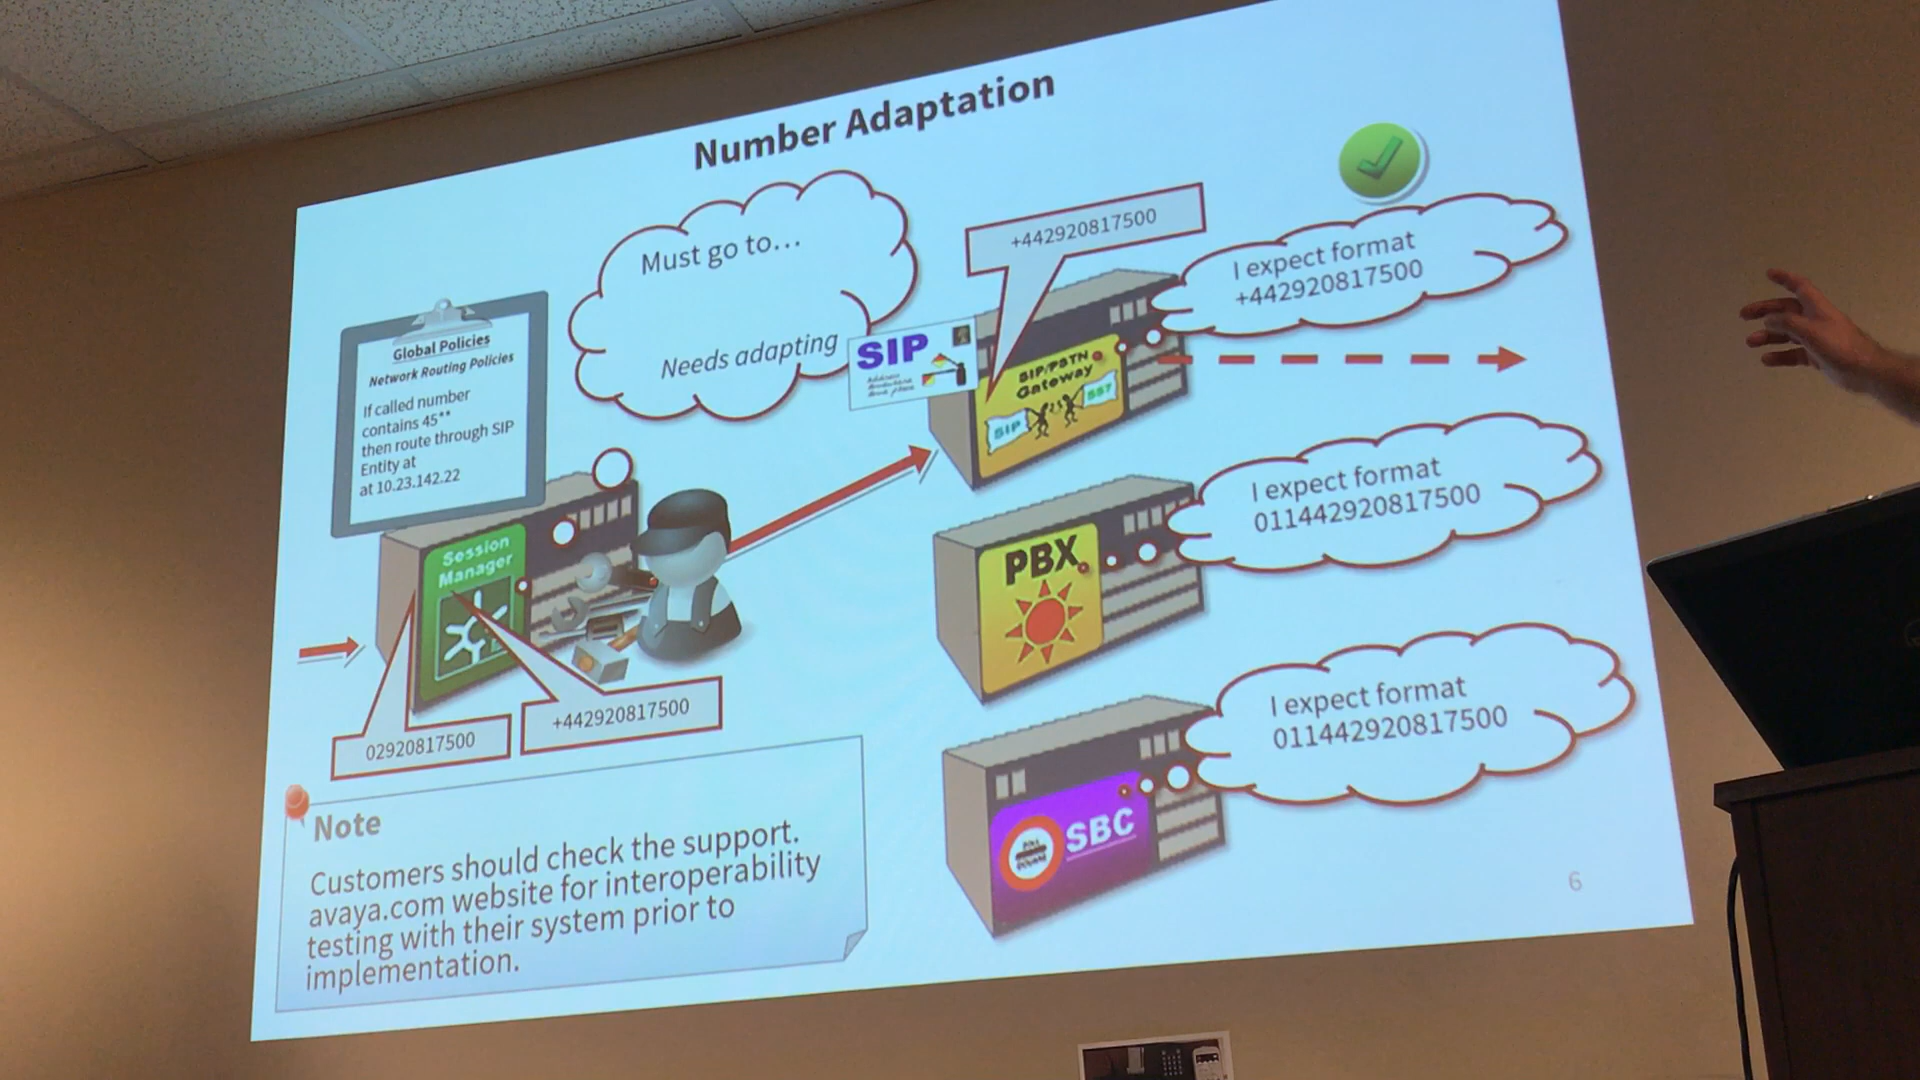 Number Adaptation
Must go to...
Needs adapting
Global Policies
Network Routing Policies
If called number
contains 45**
then route through SIP
Entity at
at 10.23.142.22
Session
Manager
02920817500
+442920817500
SIP
+442920817500
SIP/PSTN
Gateway
SIP
SS7
I expect format
+442920817500
PBX
I expect format
011442920817500
SBC
I expect format
011442920817500
Note
Customers should check the support.
avaya.com website for interoperability
testing with their system prior to
implementation.
6